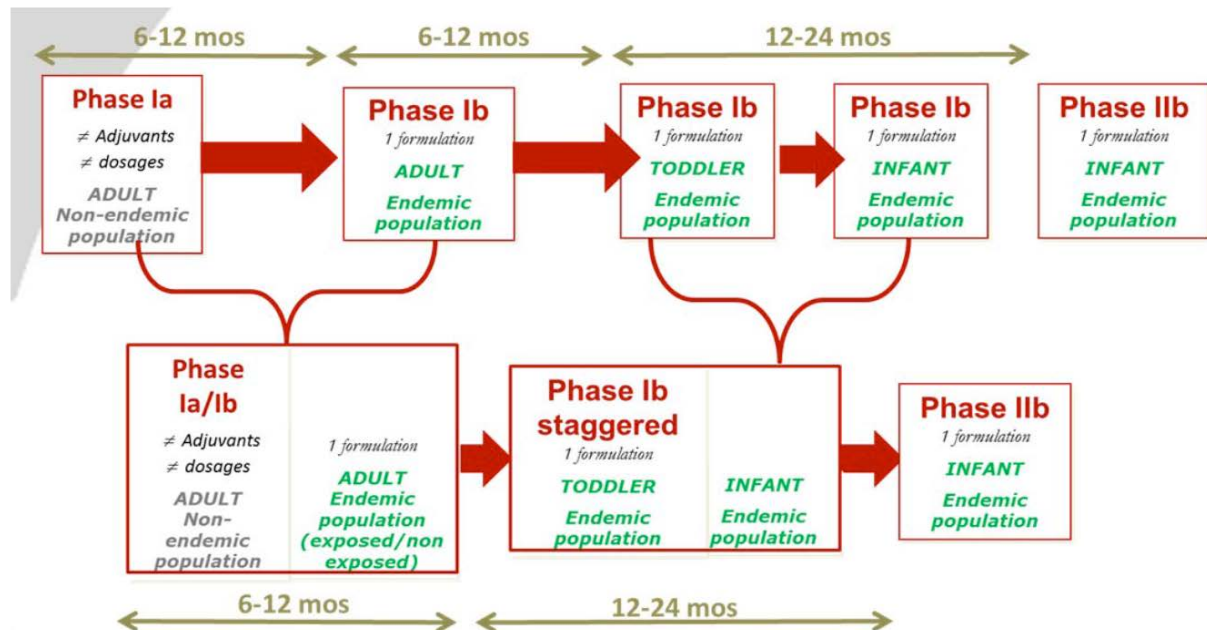 6-12 mos
6-12 mos
12-24 mos
Phase Ia
≠ Adjuvants
≠ dosages
ADULT
Non-endemic
population
Phase Ib
1 formulation
ADULT
Endemic
population
Phase Ib
1 formulation
TODDLER
Endemic
population
Phase Ib
1 formulation
INFANT
Endemic
population
Phase IIb
1 formulation
INFANT
Endemic
population
Phase
Ia/Ib
≠ Adjuvants
≠ dosages
ADULT
Non-
endemic
population
1 formulation
ADULT
Endemic
population
(exposed/non
exposed)
Phase Ib
staggered
1 formulation
TODDLER
Endemic
population
INFANT
Endemic
population
Phase IIb
1 formulation
INFANT
Endemic
population
6-12 mos
12-24 mos